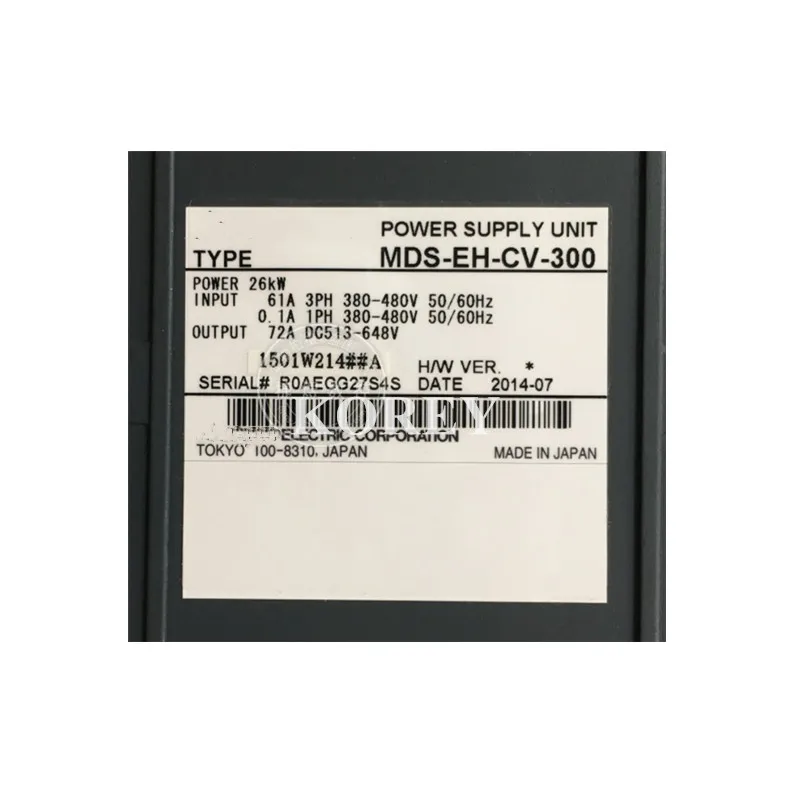 POWER SUPPLY UNIT
TYPE MDS-EH-CV-300
POWER 26kW
INPUT 61A 3PH 380-480V 50/60Hz
0.1A 1PH 380-480V 50/60Hz
OUTPUT 72A DC513-648V
1501W214##A H/W VER. *
SERIAL# R0AEGG27S4S DATE 2014-07
KOREY
ELECTRIC CORPORATION
TOKYO 100-8310, JAPAN MADE IN JAPAN